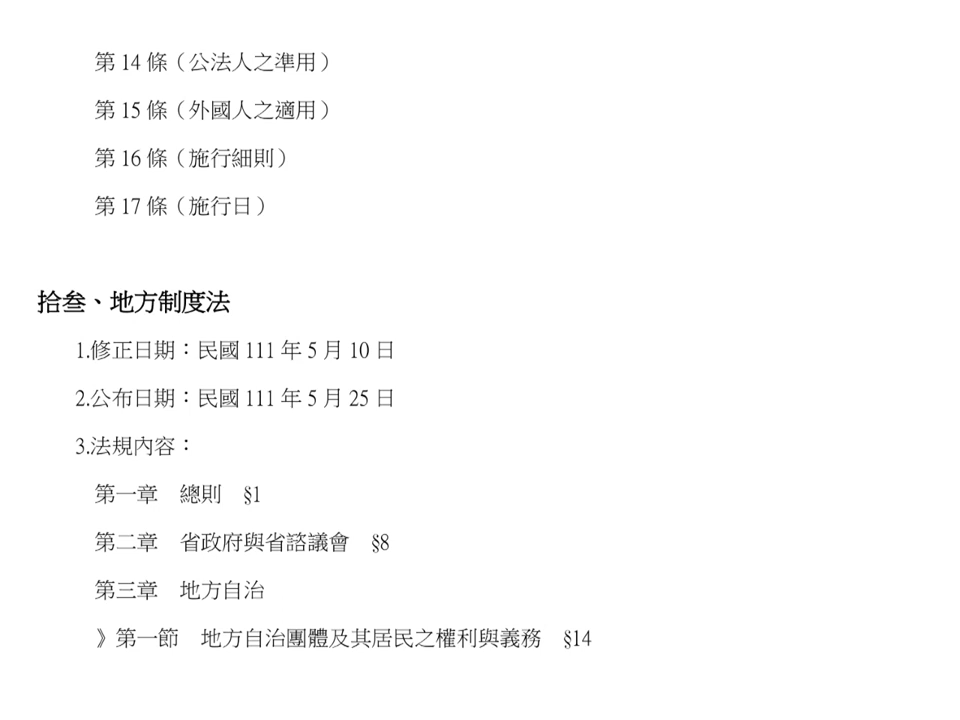 第 14 條（公法人之準用）
第 15 條（外國人之適用）
第 16 條（施行細則）
第 17 條（施行日）
拾叁、地方制度法
1.修正日期：民國 111 年 5 月 10 日
2.公布日期：民國 111 年 5 月 25 日
3.法規內容：
第一章　總則　§1
第二章　省政府與省諮議會　§8
第三章　地方自治
》第一節　地方自治團體及其居民之權利與義務　§14